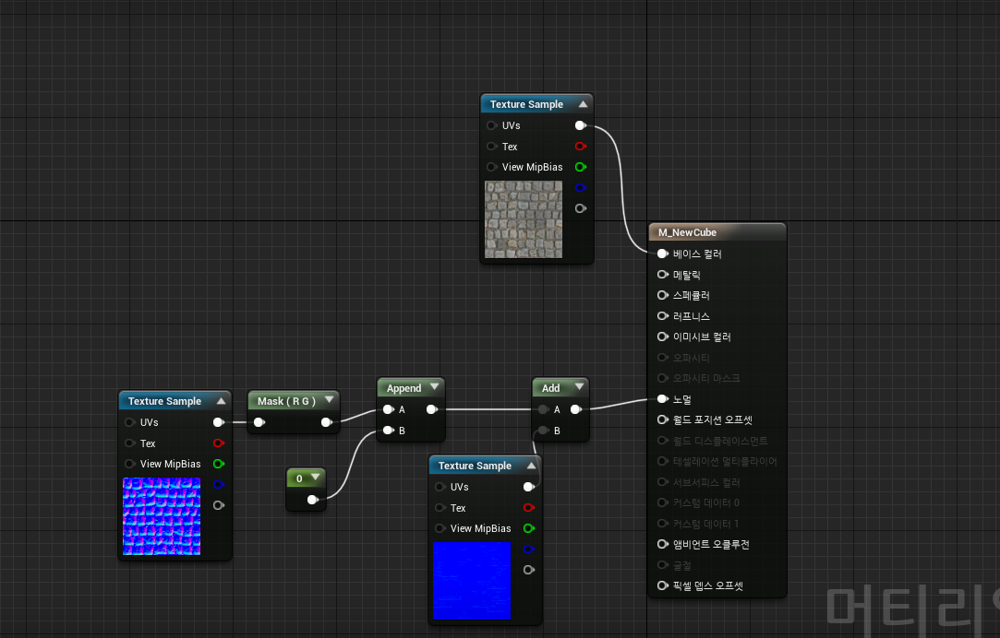 Texture Sample
UVs
Tex
View MipBias
M_NewCube
베이스 컬러
메탈릭
스페큘러
러프니스
이미시브 컬러
오파시티
오파시티 마스크
노멀
월드 포지션 오프셋
월드 디스플레이스먼트
테셀레이션 멀티플라이어
서브서피스 컬러
커스텀 데이터 0
커스텀 데이터 1
앰비언트 오클루전
굴절
픽셀 뎁스 오프셋
Texture Sample
UVs
Tex
View MipBias
Mask ( R G )
0
Append
A
B
Add
A
B
Texture Sample
UVs
Tex
View MipBias
머티리